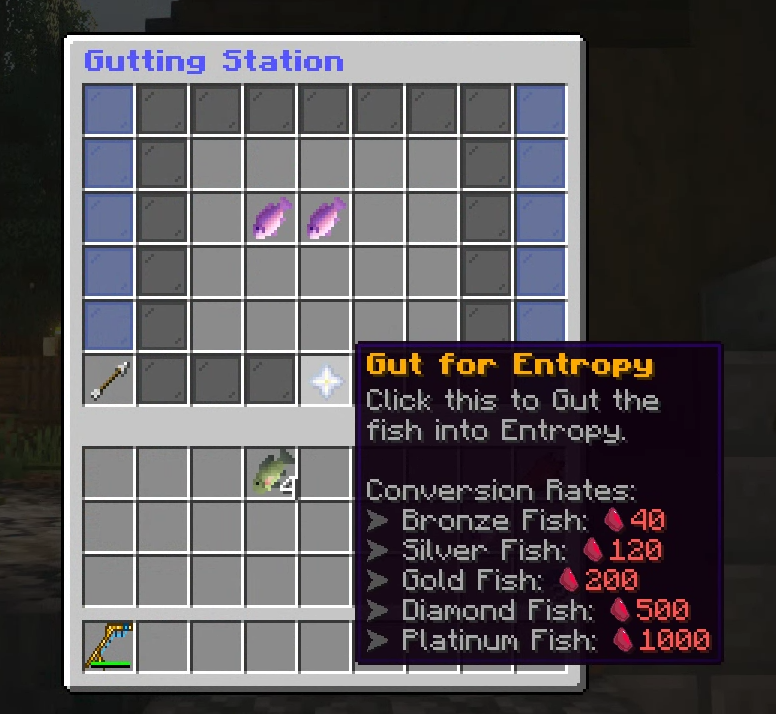 Gutting Station
Gut for Entropy
Click this to Gut the
fish into Entropy.
4
Conversion Rates:
➤ Bronze Fish: 40
➤ Silver Fish: 120
➤ Gold Fish: 200
➤ Diamond Fish: 500
➤ Platinum Fish: 1000